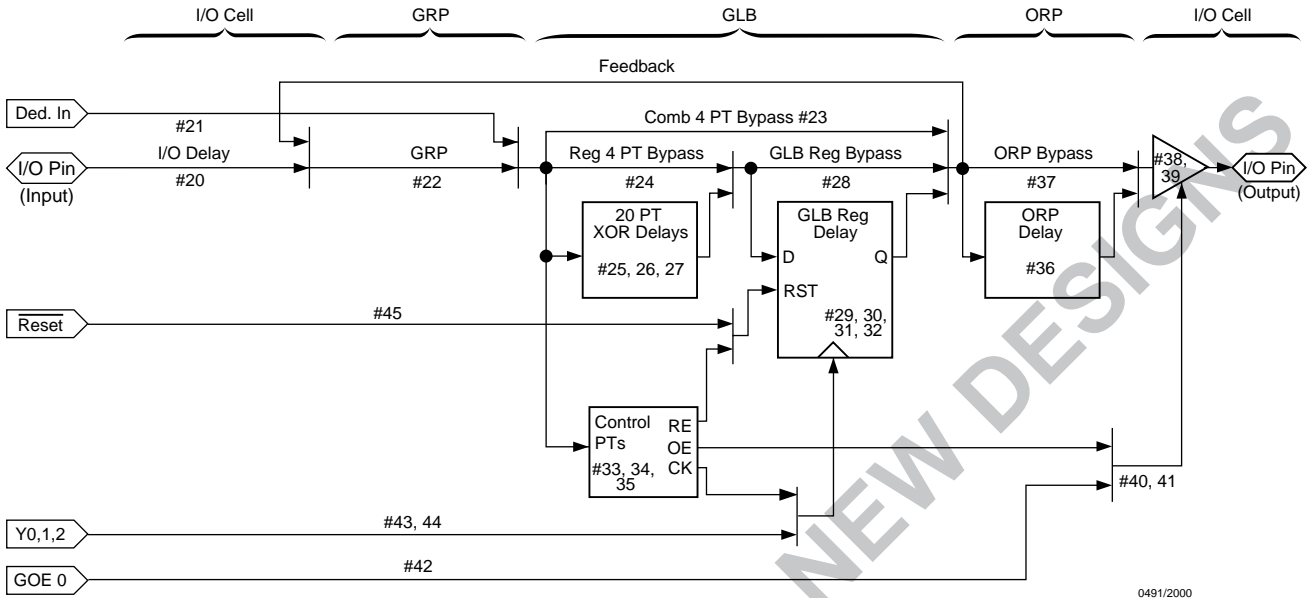 I/O Cell GRP GLB ORP I/O Cell
Feedback
Ded. In
#21
Comb 4 PT Bypass #23
I/O Pin
(Input)
I/O Delay
#20
GRP
#22
Reg 4 PT Bypass
#24
GLB Reg Bypass
#28
ORP Bypass
#37
#38,
39
I/O Pin
(Output)
20 PT
XOR Delays
#25, 26, 27
GLB Reg
Delay
D Q
RST
#29, 30,
31, 32
ORP
Delay
#36
Reset
#45
Control
PTs
#33, 34,
35
RE
OE
CK
#40, 41
Y0,1,2
#43, 44
GOE 0
#42
0491/2000
NEW DESIGNS